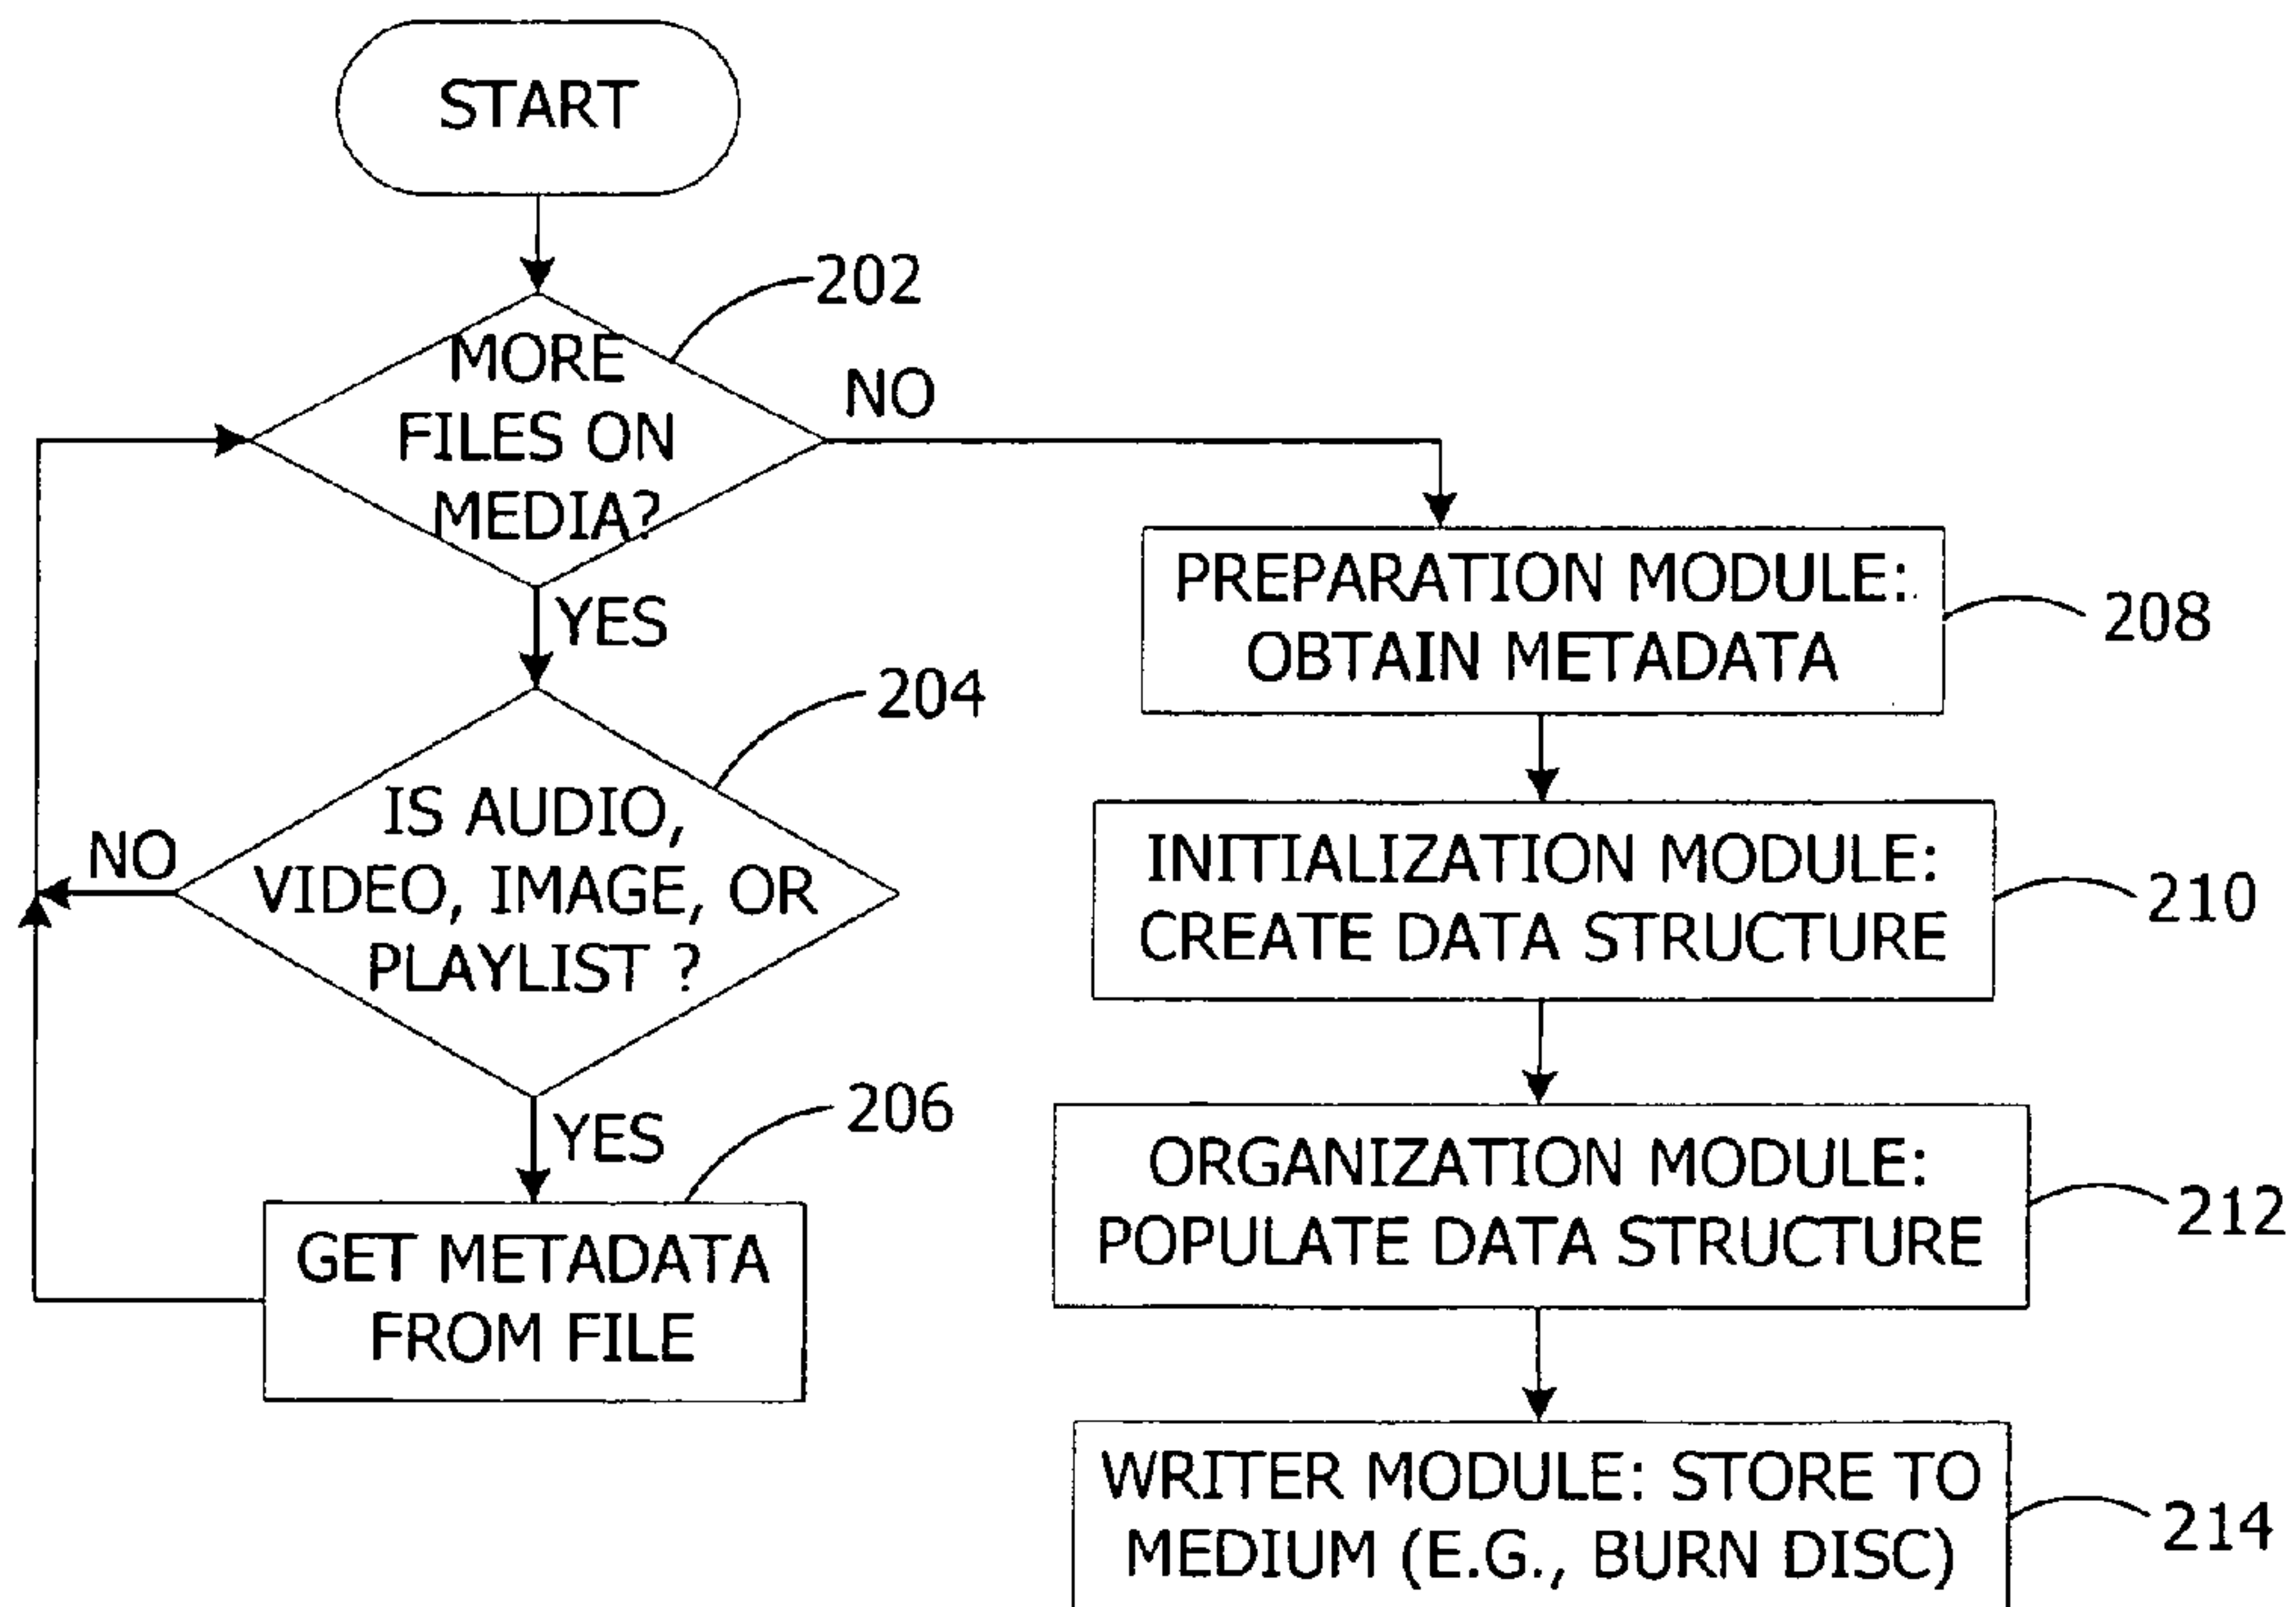 START
202
MORE
FILES ON
MEDIA?
NO
YES
204
IS AUDIO,
VIDEO, IMAGE, OR
PLAYLIST ?
NO
YES
206
GET METADATA
FROM FILE
PREPARATION MODULE:
OBTAIN METADATA
208
INITIALIZATION MODULE:
CREATE DATA STRUCTURE
210
ORGANIZATION MODULE:
POPULATE DATA STRUCTURE
212
WRITER MODULE: STORE TO
MEDIUM (E.G., BURN DISC)
214